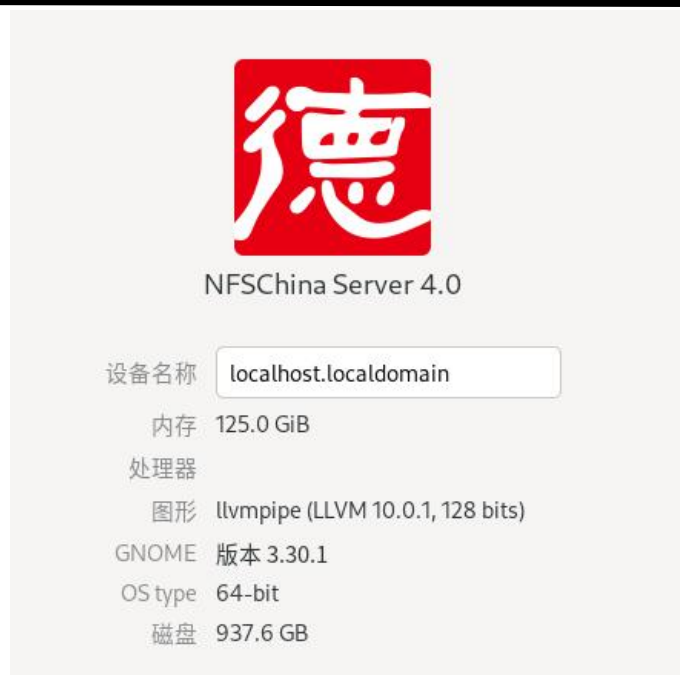 德
NFSChina Server 4.0
设备名称 localhost.localdomain
内存 125.0 GiB
处理器
图形 llvmpipe (LLVM 10.0.1, 128 bits)
GNOME 版本 3.30.1
OS type 64-bit
磁盘 937.6 GB